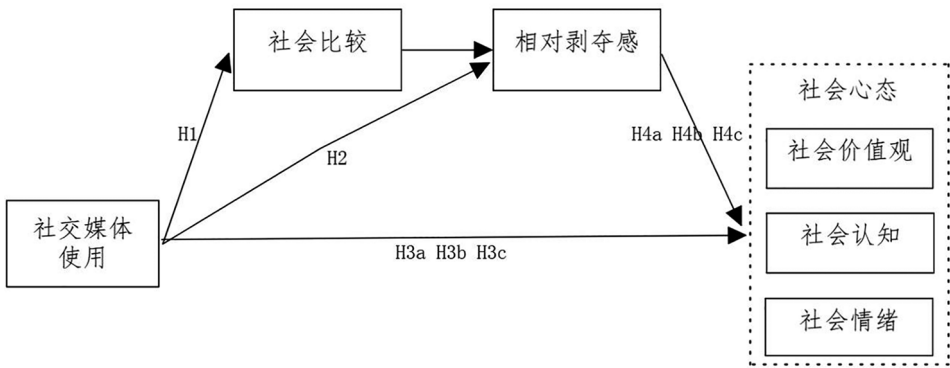 社会比较
相对剥夺感
社会心态
H1
H4a H4b H4c
社会价值观
H2
社交媒体
使用
社会认知
H3a H3b H3c
社会情绪